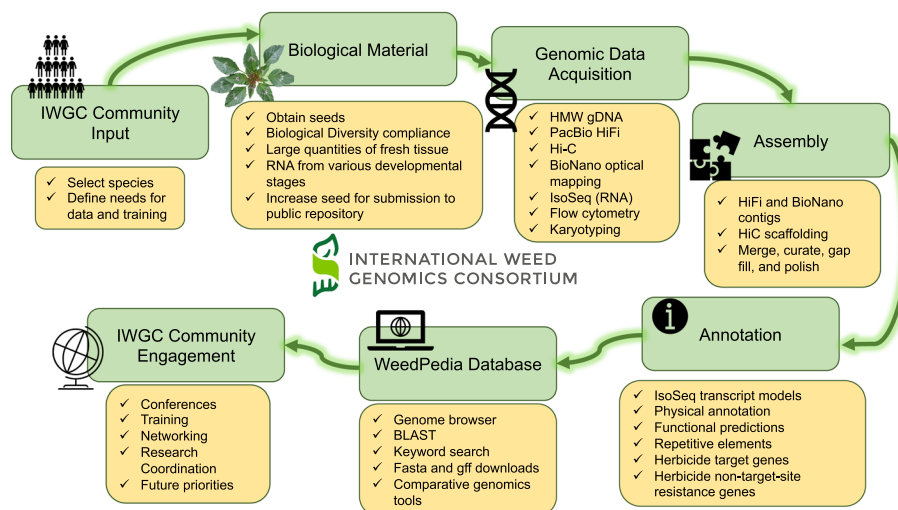 IWGC Community
Input
✓ Select species
✓ Define needs for
data and training
Biological Material
✓ Obtain seeds
✓ Biological Diversity compliance
✓ Large quantities of fresh tissue
✓ RNA from various developmental
stages
✓ Increase seed for submission to
public repository
Genomic Data
Acquisition
✓ HMW gDNA
✓ PacBio HiFi
✓ Hi-C
✓ BioNano optical
mapping
✓ IsoSeq (RNA)
✓ Flow cytometry
✓ Karyotyping
Assembly
✓ HiFi and BioNano
contigs
✓ HiC scaffolding
✓ Merge, curate, gap
fill, and polish
INTERNATIONAL WEED
GENOMICS CONSORTIUM
Annotation
✓ IsoSeq transcript models
✓ Physical annotation
✓ Functional predictions
✓ Repetitive elements
✓ Herbicide target genes
✓ Herbicide non-target-site
resistance genes
WeedPedia Database
✓ Genome browser
✓ BLAST
✓ Keyword search
✓ Fasta and gff downloads
✓ Comparative genomics
tools
IWGC Community
Engagement
✓ Conferences
✓ Training
✓ Networking
✓ Research
Coordination
✓ Future priorities